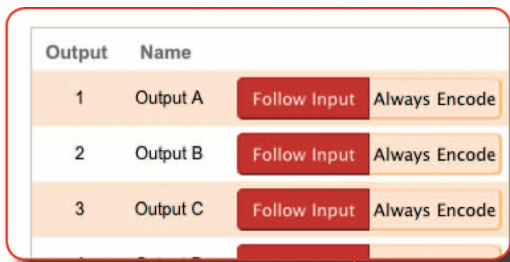 Output Name
1 Output A Follow Input Always Encode
2 Output B Follow Input Always Encode
3 Output C Follow Input Always Encode